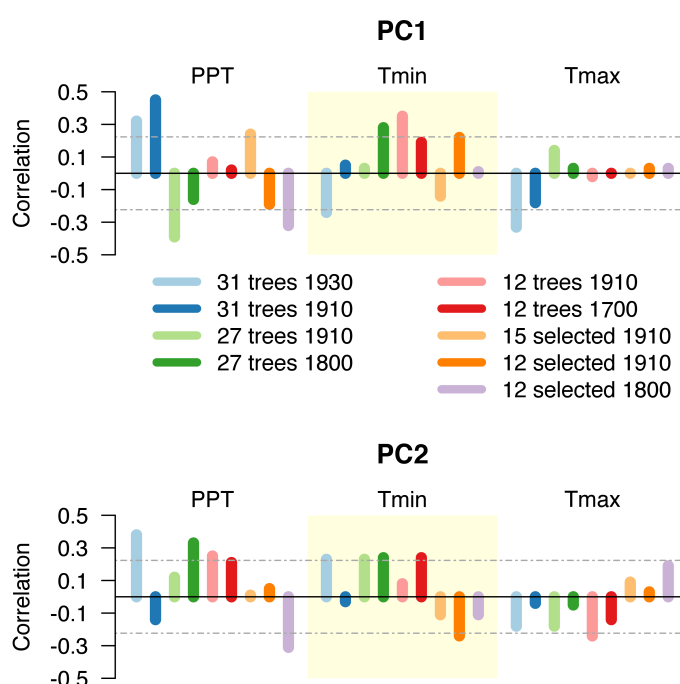 PC1
PPT Tmin Tmax
Correlation
0.5
0.3
0.1
-0.1
-0.3
-0.5
31 trees 1930
31 trees 1910
27 trees 1910
27 trees 1800
12 trees 1910
12 trees 1700
15 selected 1910
12 selected 1910
12 selected 1800
PC2
PPT Tmin Tmax
Correlation
0.5
0.3
0.1
-0.1
-0.3
-0.5